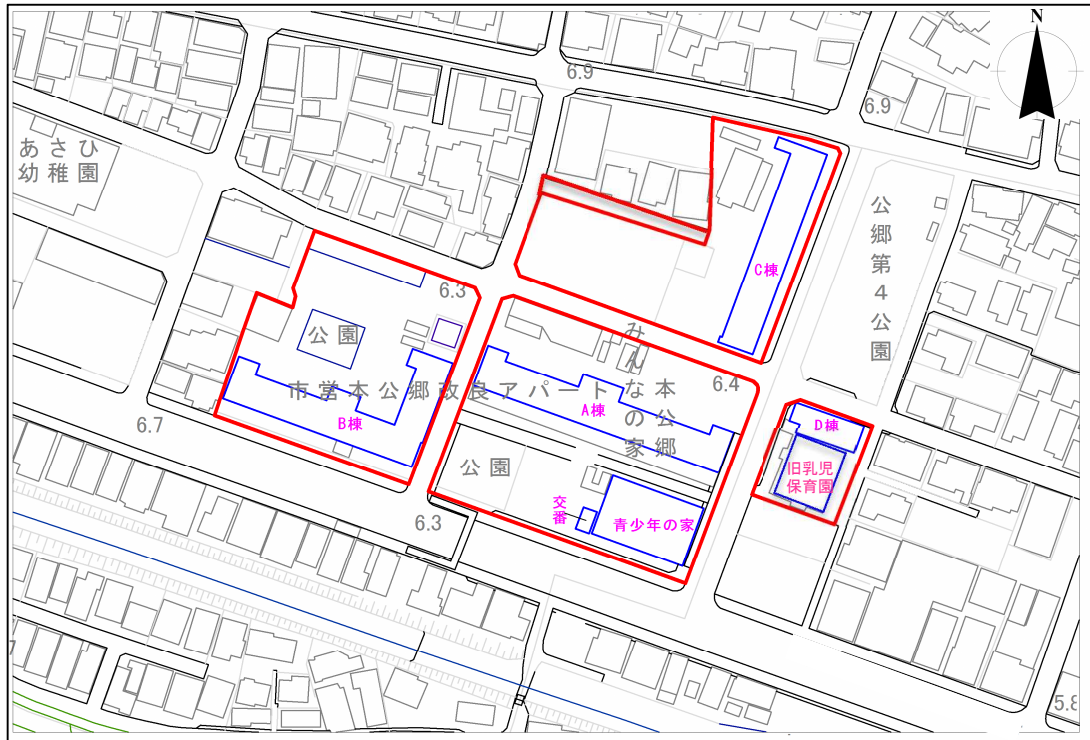 N
6.9
6.9
あさひ
幼稚園
公郷第4公園
C棟
6.3
公園
みんなの家
本公郷
市営本公郷改良アパート
6.4
A棟
B棟
6.7
D棟
公園
旧乳児
保育園
交番
青少年の家
6.3
5.8